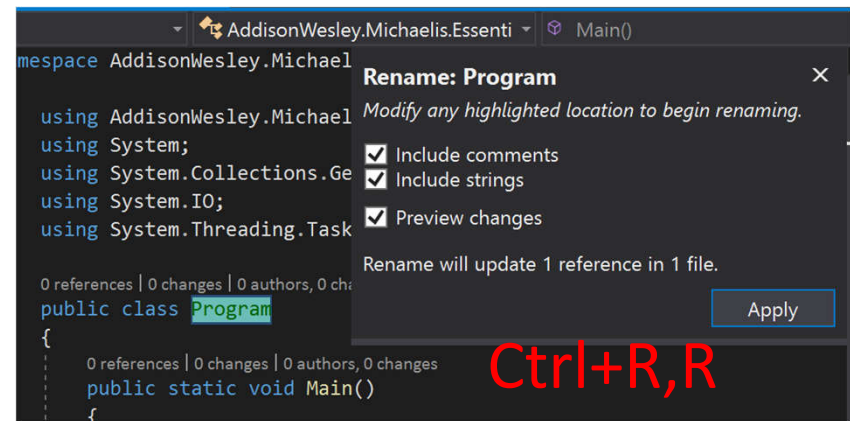 AddisonWesley.Michaelis.Essenti Main()
mespace AddisonWesley.Michael
using AddisonWesley.Michael
using System;
using System.Collections.Ge
using System.IO;
using System.Threading.Task
0 references | 0 changes | 0 authors, 0 cha
public class Program
{
0 references | 0 changes | 0 authors, 0 changes
public static void Main()
{
Rename: Program
Modify any highlighted location to begin renaming.
Include comments
Include strings
Preview changes
Rename will update 1 reference in 1 file.
Apply
Ctrl+R,R